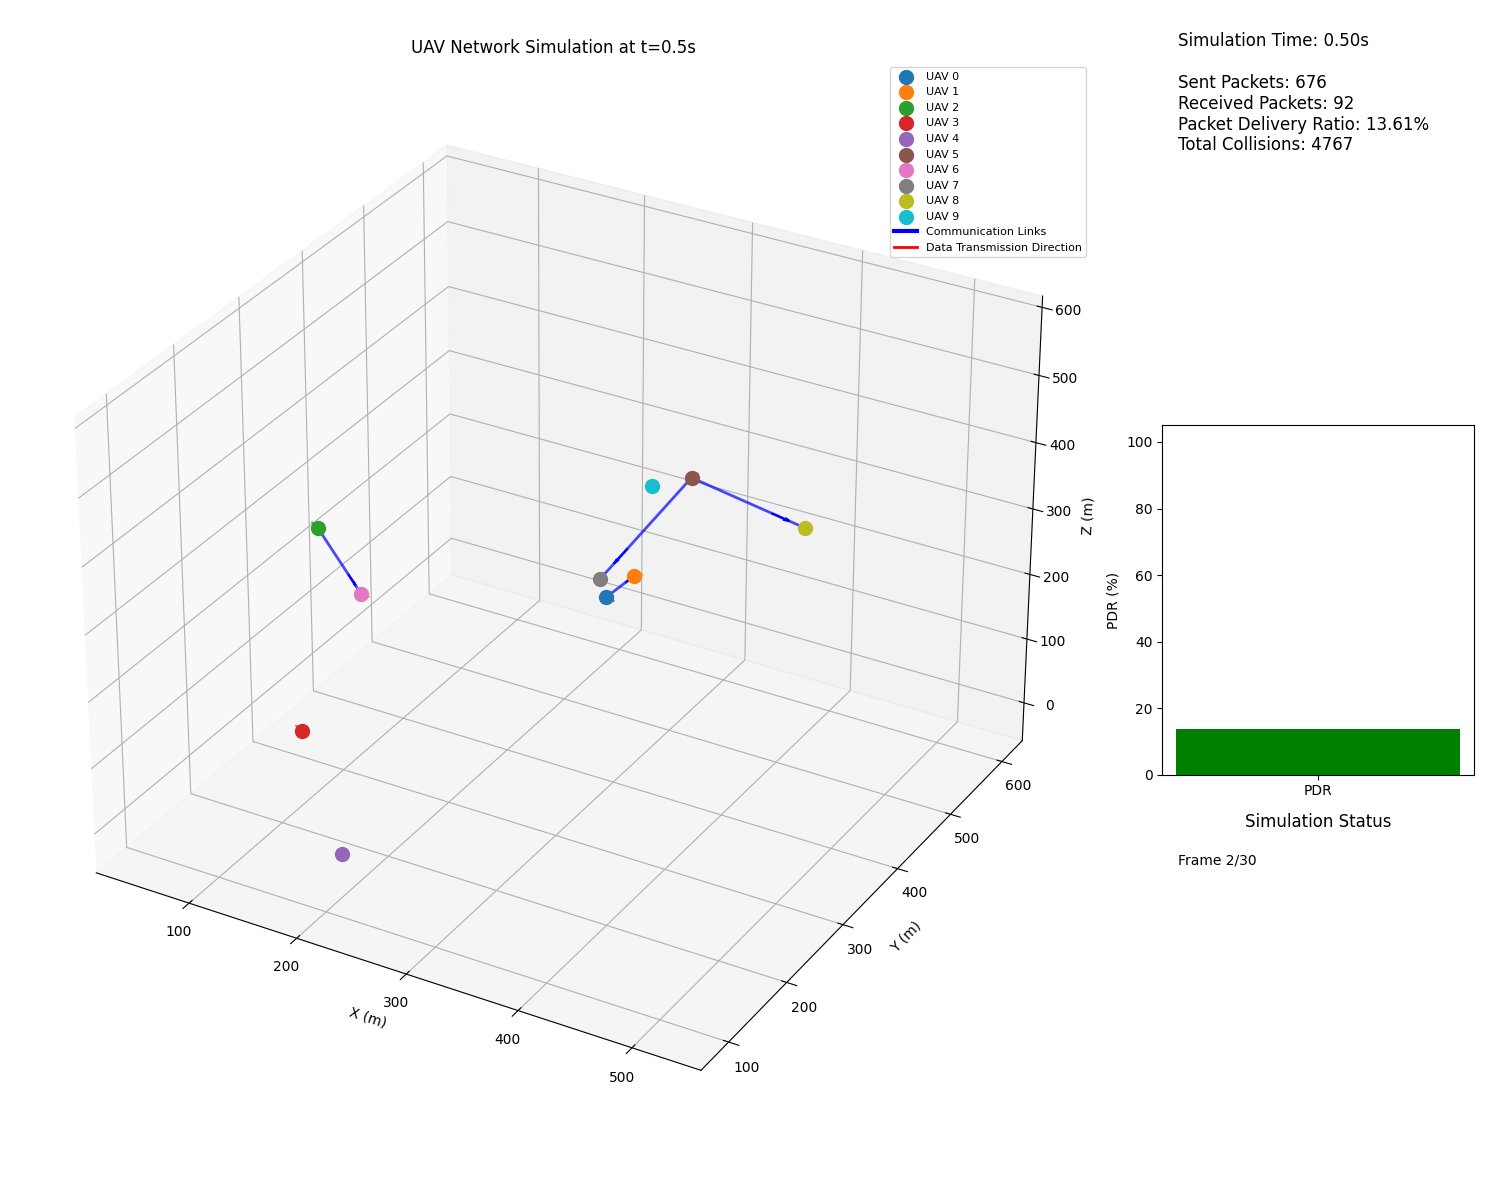 UAV Network Simulation at t=0.5s
UAV 0
UAV 1
UAV 2
UAV 3
UAV 4
UAV 5
UAV 6
UAV 7
UAV 8
UAV 9
Communication Links
Data Transmission Direction
Simulation Time: 0.50s
Sent Packets: 676
Received Packets: 92
Packet Delivery Ratio: 13.61%
Total Collisions: 4767
600
500
400
300
200
100
0
Z (m)
600
500
400
300
200
100
Y (m)
100
200
300
400
500
X (m)
100
80
60
40
20
0
PDR (%)
PDR
Simulation Status
Frame 2/30